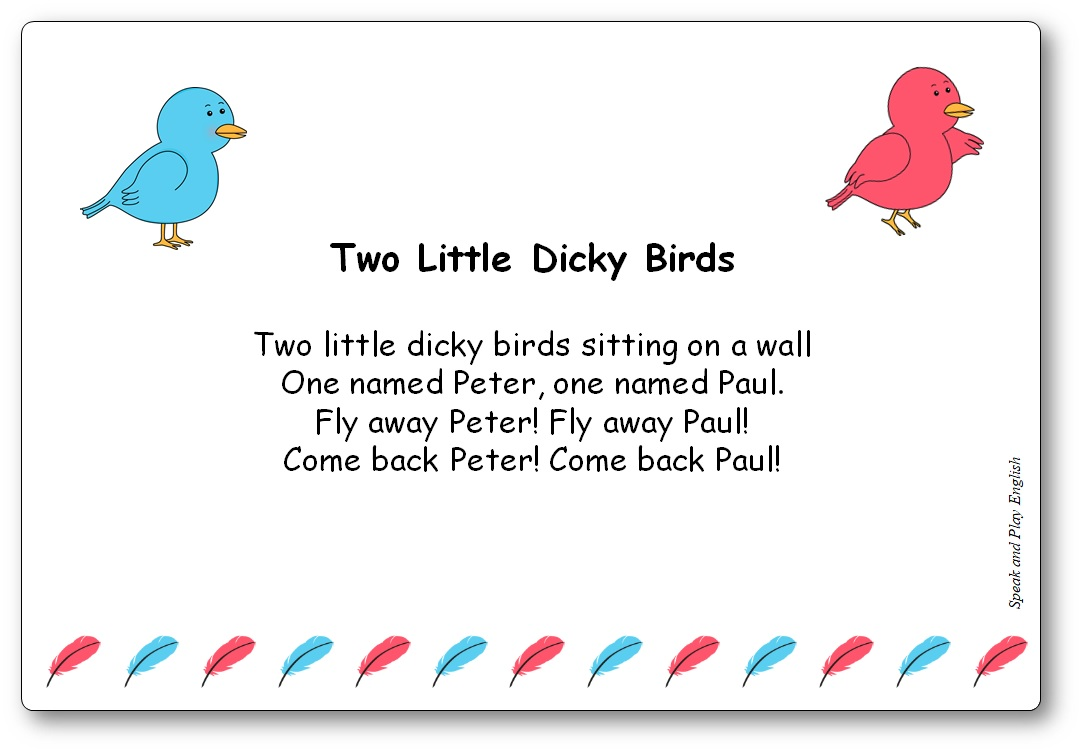 Two Little Dicky Birds
Two little dicky birds sitting on a wall
One named Peter, one named Paul.
Fly away Peter! Fly away Paul!
Come back Peter! Come back Paul!
Speak and Play English